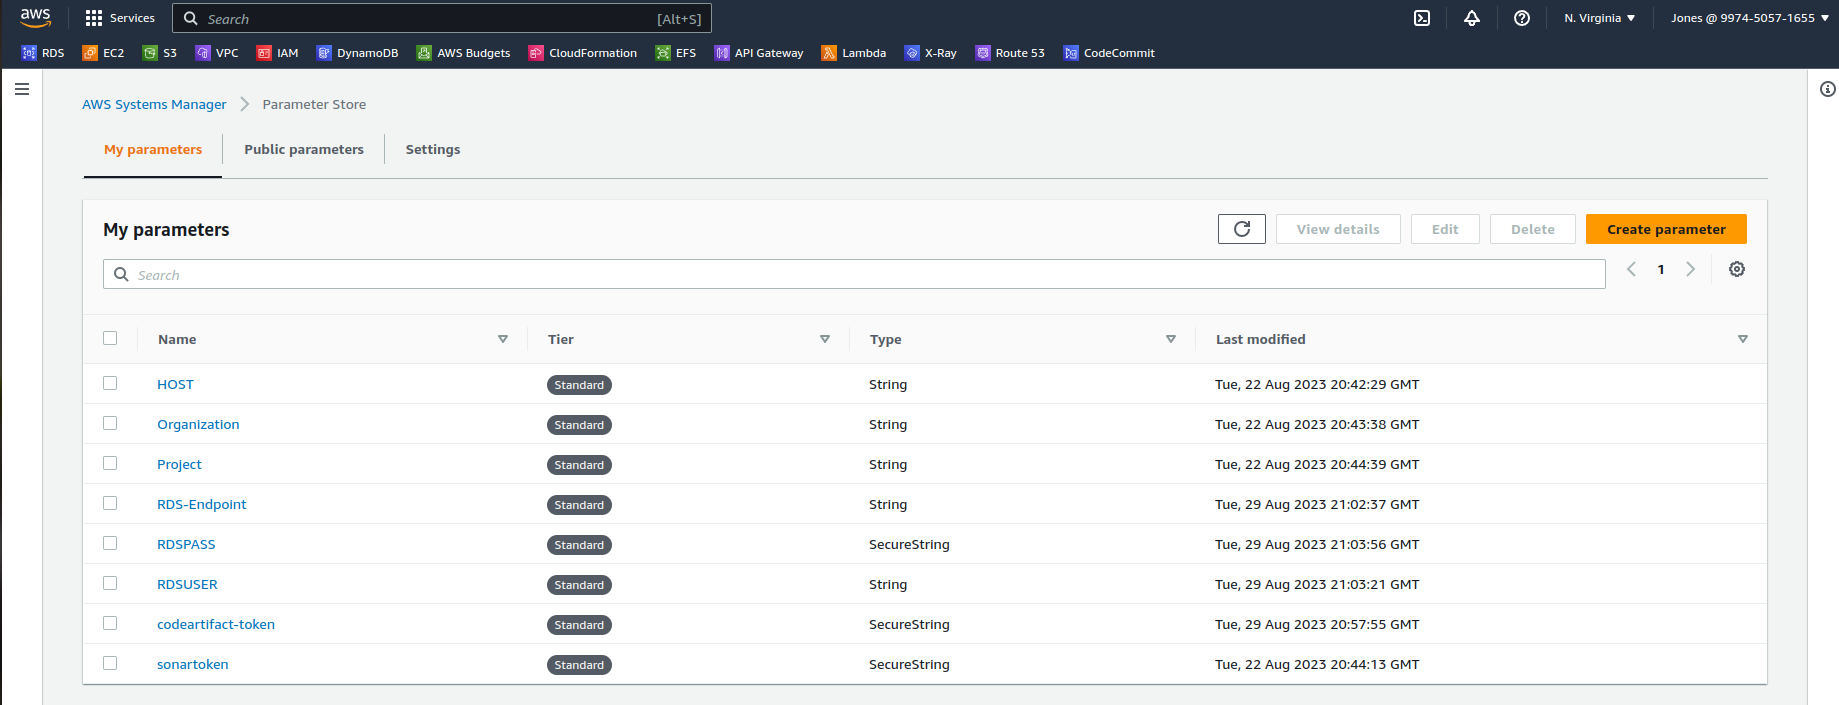 aws Services Search [Alt+S] N. Virginia Jones @ 9974-5057-1655
RDS EC2 S3 VPC IAM DynamoDB AWS Budgets CloudFormation EFS API Gateway Lambda X-Ray Route 53 CodeCommit
AWS Systems Manager Parameter Store
My parameters Public parameters Settings
My parameters View details Edit Delete Create parameter
Search 1
Name Tier Type Last modified
HOST Standard String Tue, 22 Aug 2023 20:42:29 GMT
Organization Standard String Tue, 22 Aug 2023 20:43:38 GMT
Project Standard String Tue, 22 Aug 2023 20:44:39 GMT
RDS-Endpoint Standard String Tue, 29 Aug 2023 21:02:37 GMT
RDSPASS Standard SecureString Tue, 29 Aug 2023 21:03:56 GMT
RDSUSER Standard String Tue, 29 Aug 2023 21:03:21 GMT
codeartifact-token Standard SecureString Tue, 29 Aug 2023 20:57:55 GMT
sonartoken Standard SecureString Tue, 22 Aug 2023 20:44:13 GMT